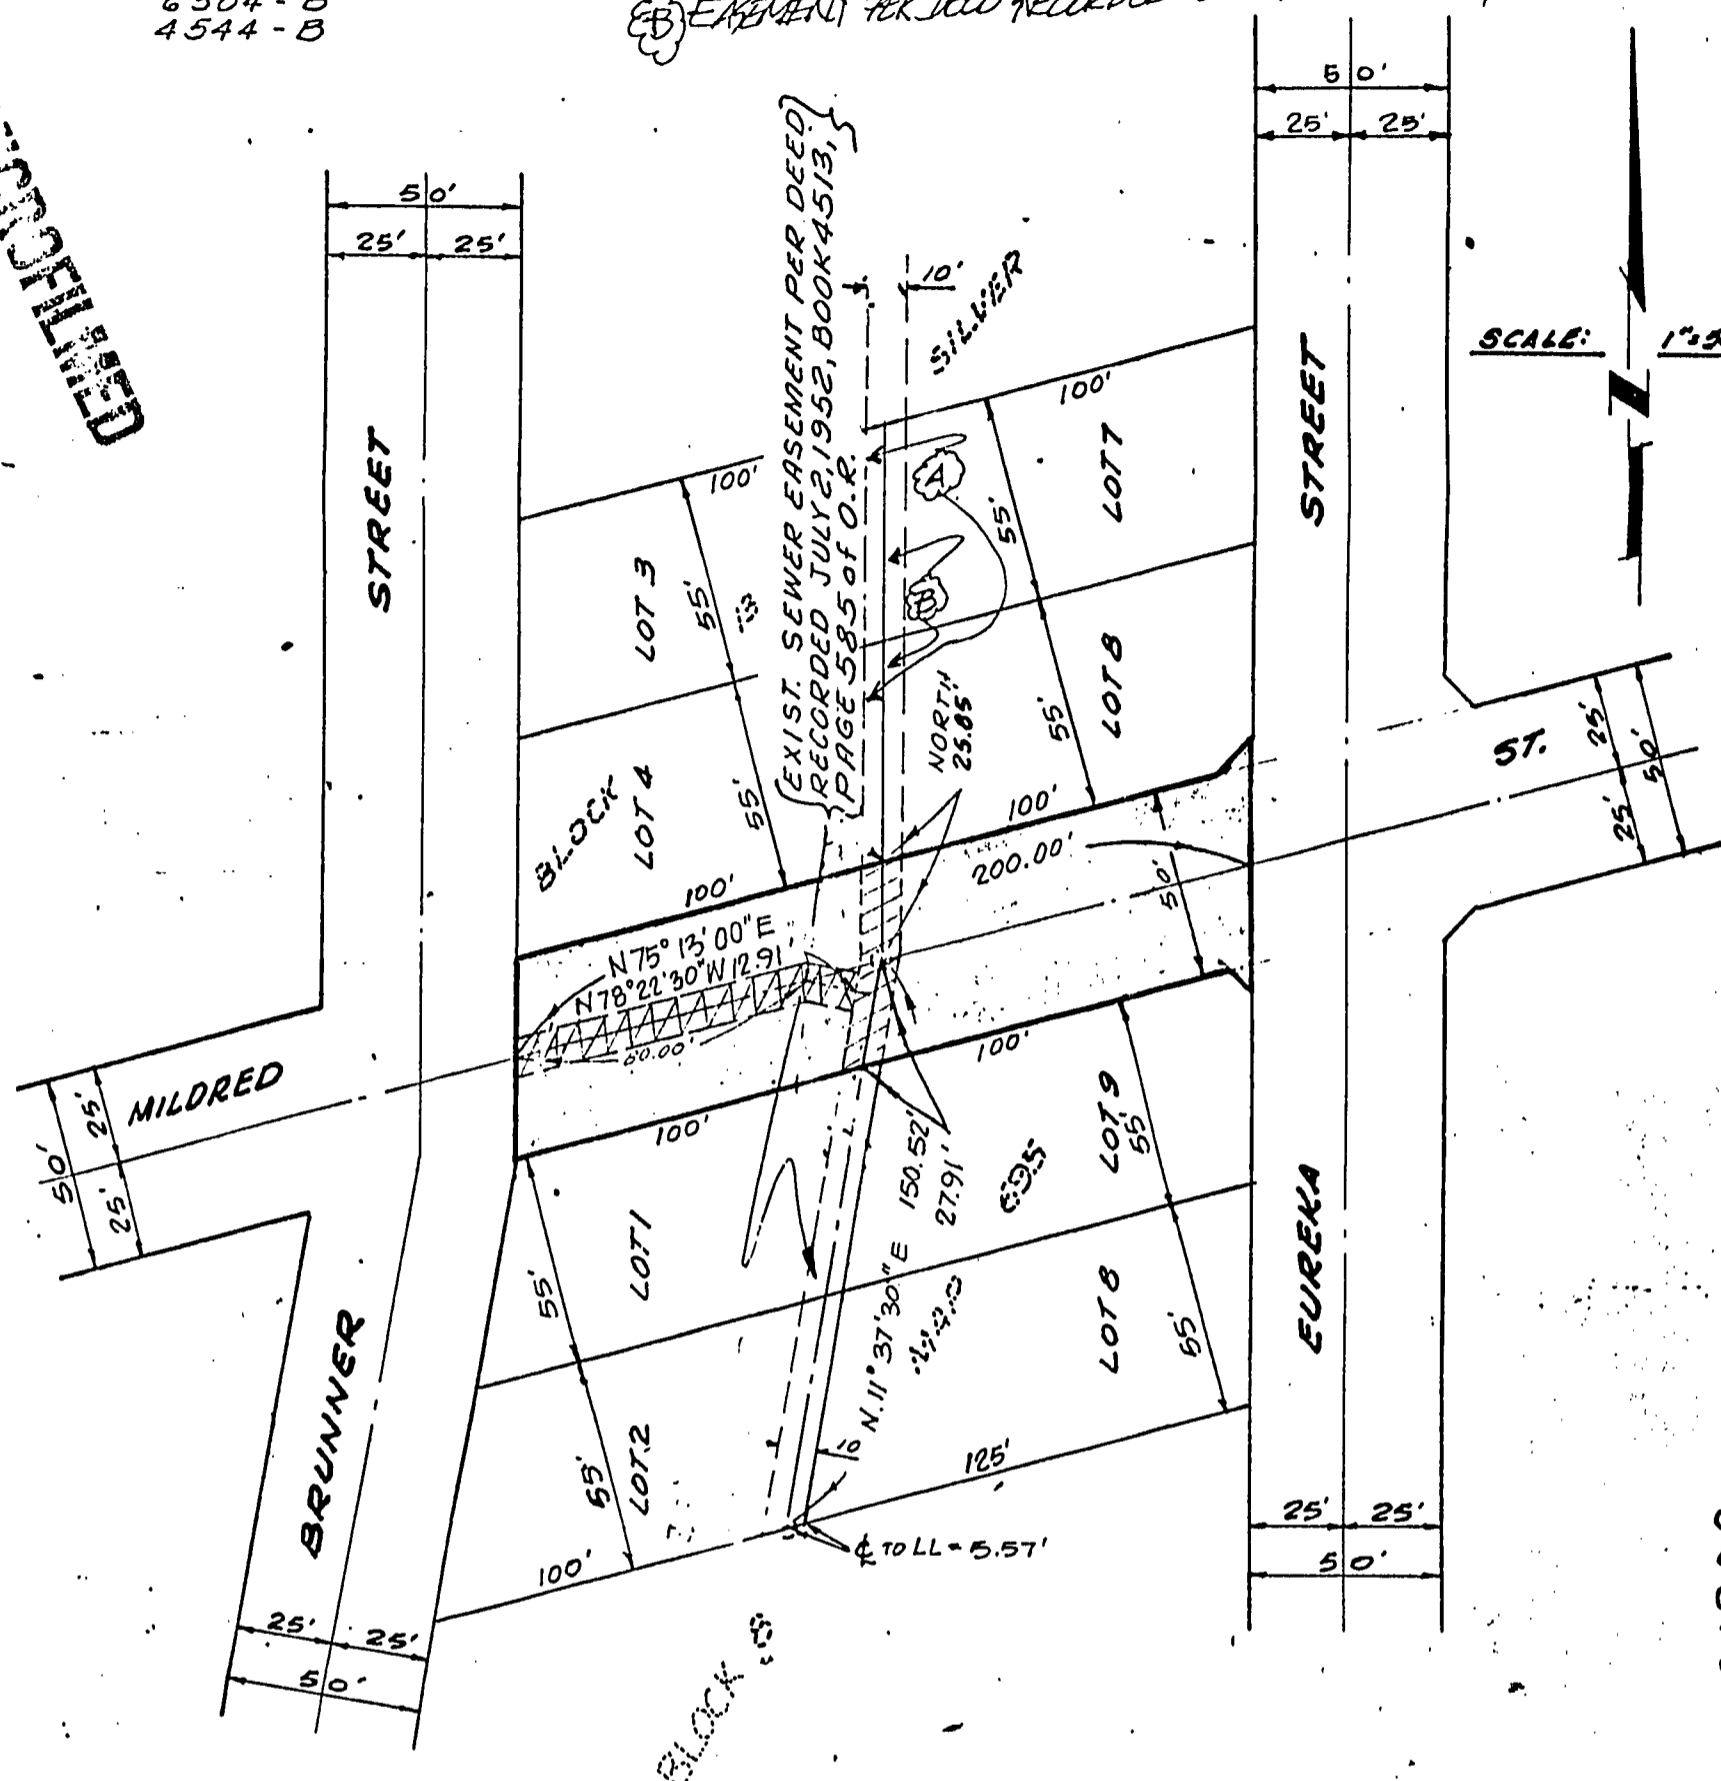 4544-B
(B) EASEMENT PER
50'
25' 25'
50'
25' 25'
{EXIST. SEWER EASEMENT PER DEED}
RECORDED JULY 2, 1952, BOOK 4513,
PAGE 585 of O.R.
10'
SILVER
SCALE: 1"=
N
STREET
STREET
100'
LOT 3
55'
100'
LOT 7
55'
A
B
BLOCK
LOT 4
55'
100'
LOT 8
55'
100'
NORTH
25.85'
200.00'
50'
ST.
25'
25'
50'
N 75° 13' 00" E
N 78° 22' 30" W 12.91'
60.00'
MILDRED
25'
25'
50'
100'
100'
LOT 1
55'
LOT 9
55'
150.52'
27.91'
N. 11° 37' 30" E
LOT 2
55'
LOT 8
55'
10
100'
125'
℄ TO LL = 5.57'
BRUNNER
EUREKA
25' 25'
50'
25' 25'
50'
BLOCK